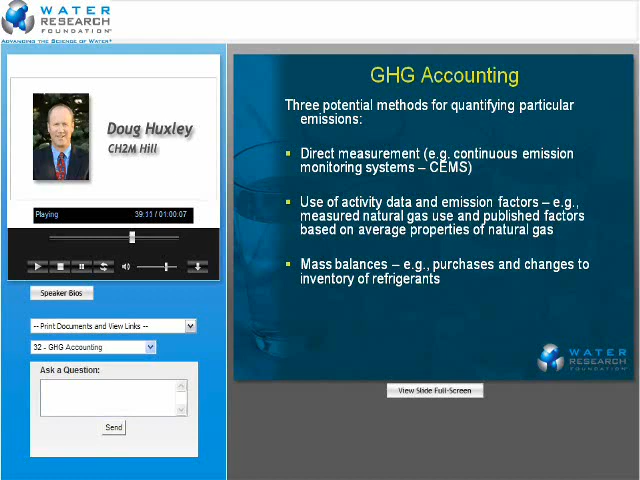 WATER
RESEARCH
FOUNDATION
ADVANCING THE SCIENCE OF WATER
Doug Huxley
CH2M Hill
Playing 39:11 / 01:00:07
Speaker Bios
-- Print Documents and View Links --
32 - GHG Accounting
Ask a Question:
Send
GHG Accounting
Three potential methods for quantifying particular
emissions:
Direct measurement (e.g. continuous emission
monitoring systems – CEMS)
Use of activity data and emission factors – e.g.,
measured natural gas use and published factors
based on average properties of natural gas
Mass balances – e.g., purchases and changes to
inventory of refrigerants
WATER
RESEARCH
FOUNDATION
View Slide Full-Screen